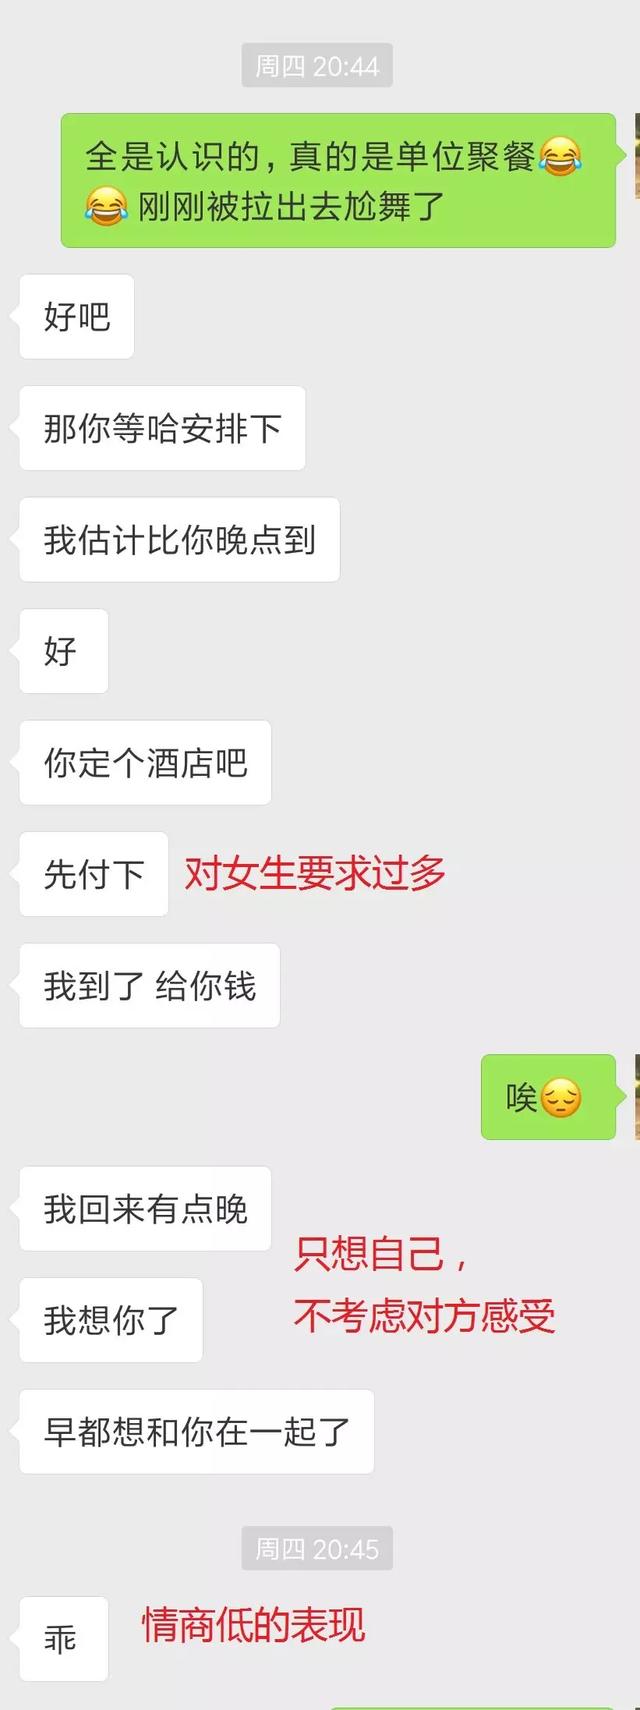 周四 20:44
全是认识的，真的是单位聚餐😂
😂 刚刚被拉出去尬舞了
好吧
那你等哈安排下
我估计比你晚点到
好
你定个酒店吧
先付下
对女生要求过多
我到了 给你钱
唉😔
我回来有点晚
只想自己，
不考虑对方感受
我想你了
早都想和你在一起了
周四 20:45
乖
情商低的表现